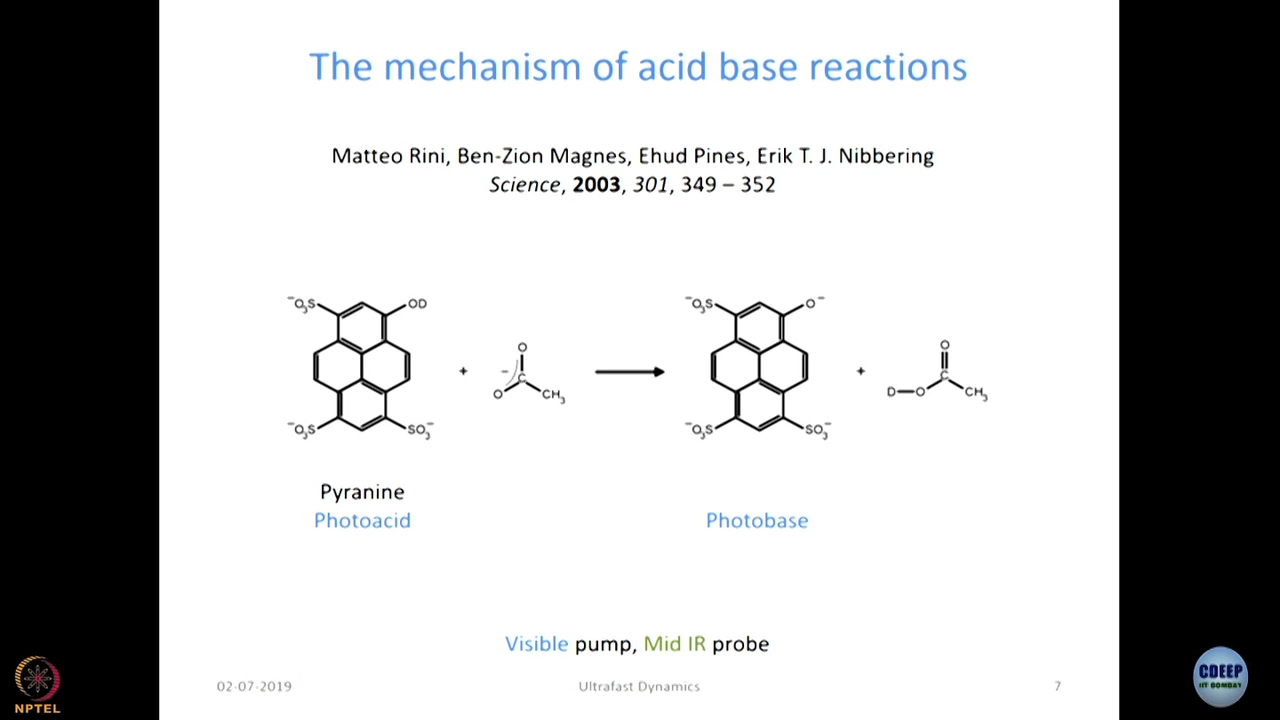 The mechanism of acid base reactions
Matteo Rini, Ben-Zion Magnes, Ehud Pines, Erik T. J. Nibbering
Science, 2003, 301, 349 – 352
⁻O₃S OD
⁻O₃S SO₃⁻
+
O
⁻
C
O CH₃
⁻O₃S O⁻
⁻O₃S SO₃⁻
+
O
C
D O CH₃
Pyranine
Photoacid Photobase
Visible pump, Mid IR probe
02-07-2019 Ultrafast Dynamics 7
NPTEL
CDEEP
IIT BOMBAY